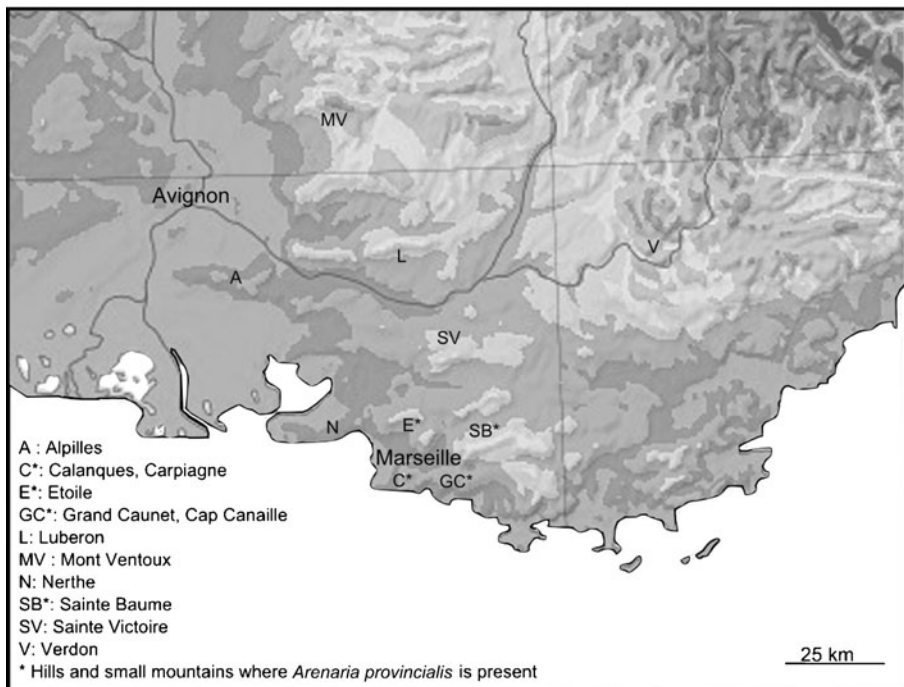 MV
Avignon
L
V
A
SV
N
E*
SB*
Marseille
C*
GC*
A : Alpilles
C*: Calanques, Carpiagne
E*: Etoile
GC*: Grand Caunet, Cap Canaille
L: Luberon
MV : Mont Ventoux
N: Nerthe
SB*: Sainte Baume
SV: Sainte Victoire
V: Verdon
* Hills and small mountains where Arenaria provincialis is present
25 km